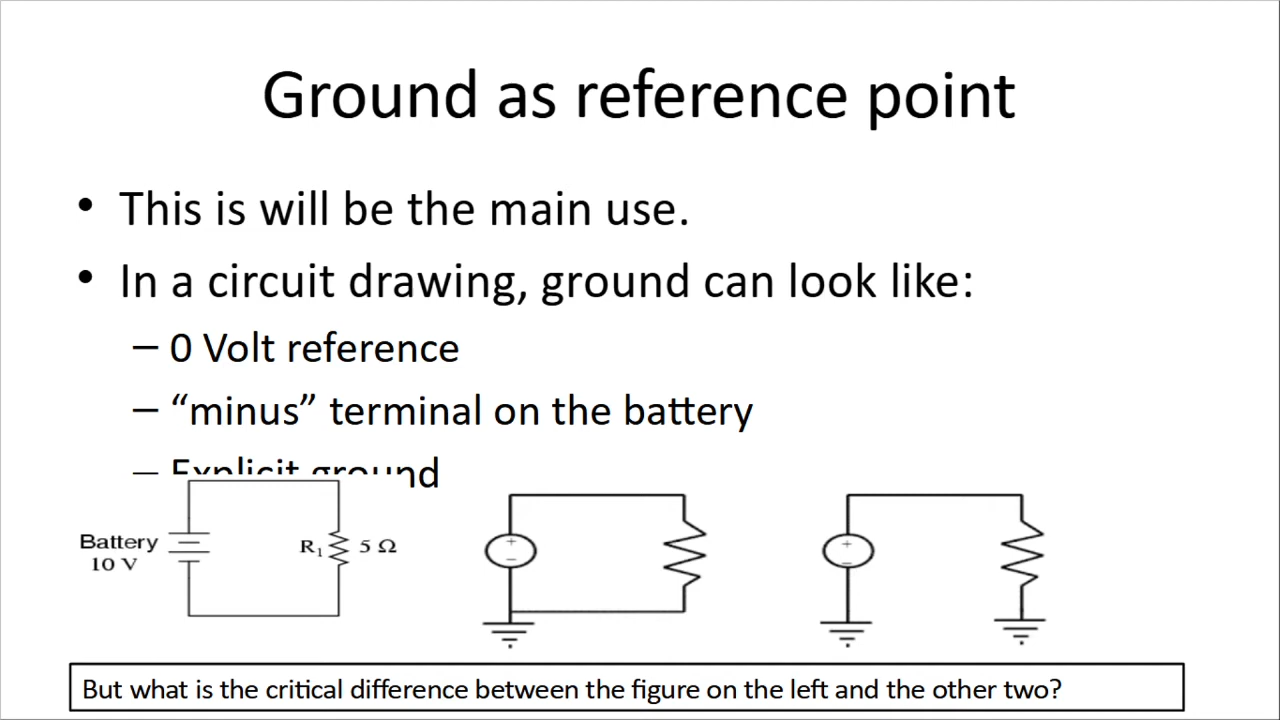 Ground as reference point
• This is will be the main use.
• In a circuit drawing, ground can look like:
– 0 Volt reference
– “minus” terminal on the battery
– Explicit ground
Battery
10 V
R1 5 Ω
+
−
+
−
But what is the critical difference between the figure on the left and the other two?